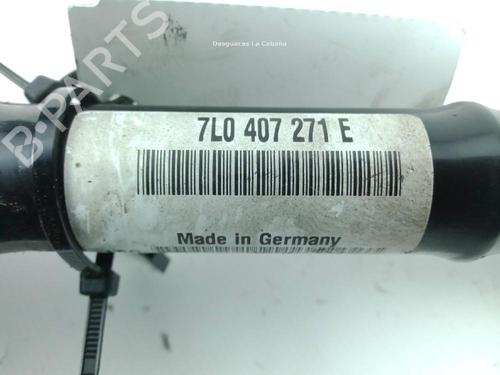 Desguaces La Cabaña
B-PARTS
7L0 407 271 E
Made in Germany